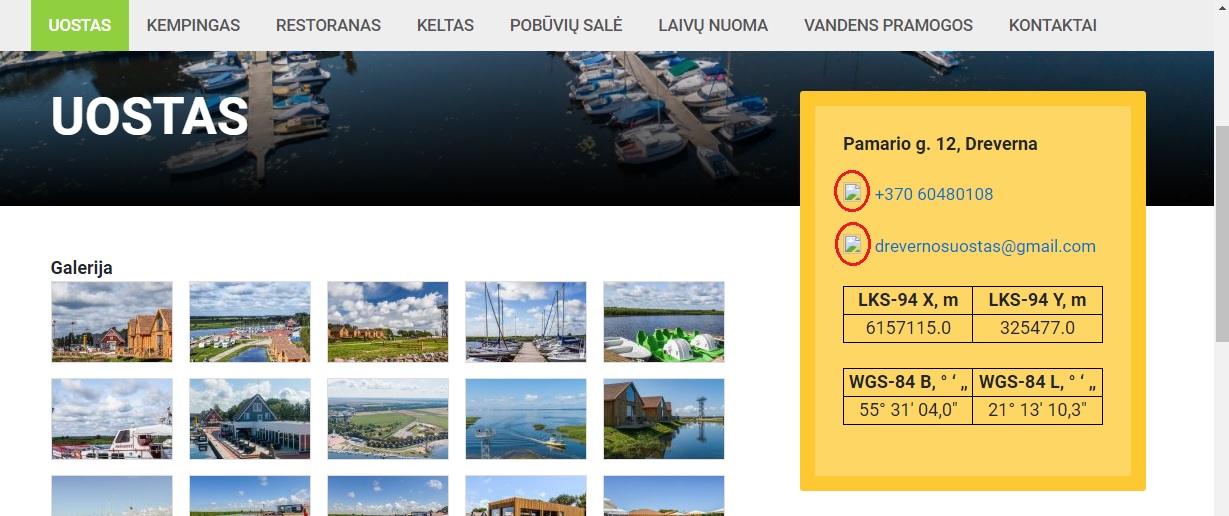 UOSTAS KEMPINGAS RESTORANAS KELTAS POBŪVIŲ SALĖ LAIVŲ NUOMA VANDENS PRAMOGOS KONTAKTAI
UOSTAS
Pamario g. 12, Dreverna
+370 60480108
drevernosuostas@gmail.com
Galerija
LKS-94 X, m LKS-94 Y, m
6157115.0 325477.0
WGS-84 B, ° ‘ „ WGS-84 L, ° ‘ „
55° 31' 04,0" 21° 13' 10,3"